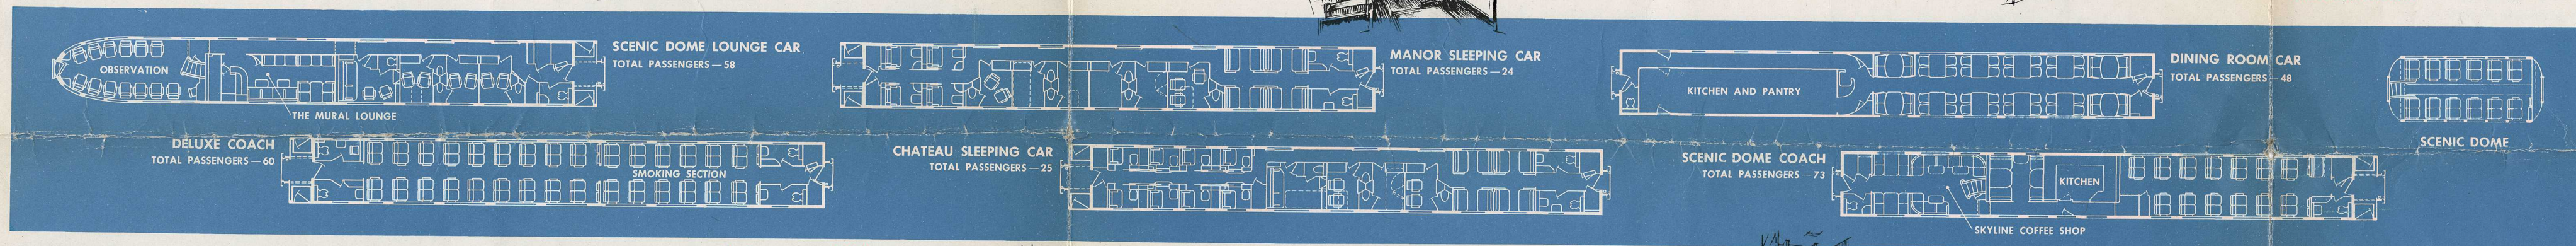 OBSERVATION
THE MURAL LOUNGE
SCENIC DOME LOUNGE CAR
TOTAL PASSENGERS — 58
MANOR SLEEPING CAR
TOTAL PASSENGERS — 24
KITCHEN AND PANTRY
DINING ROOM CAR
TOTAL PASSENGERS — 48
SCENIC DOME
DELUXE COACH
TOTAL PASSENGERS — 60
SMOKING SECTION
CHATEAU SLEEPING CAR
TOTAL PASSENGERS — 25
SCENIC DOME COACH
TOTAL PASSENGERS — 73
KITCHEN
SKYLINE COFFEE SHOP